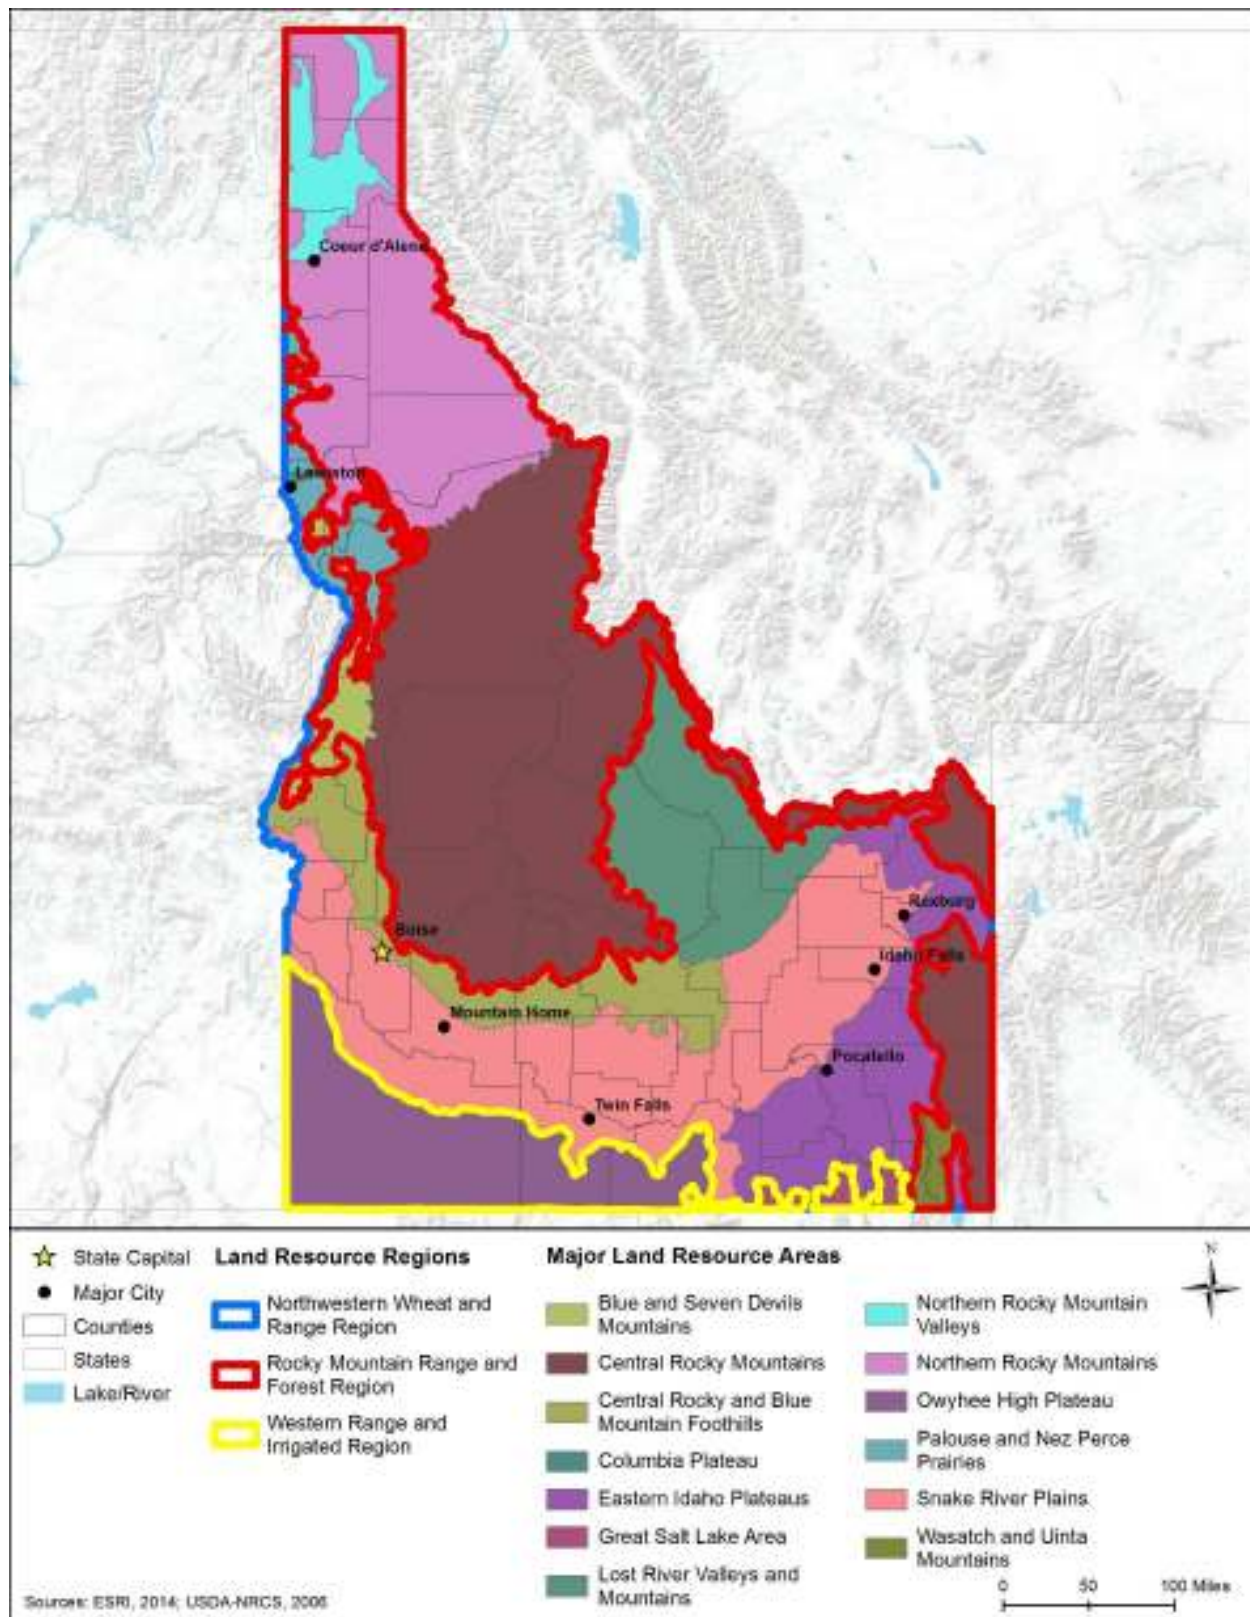 Coeur d'Alene
Lewiston
Boise
Rexburg
Idaho Falls
Mountain Home
Pocatello
Twin Falls
State Capital
Major City
Counties
States
Lake/River
Land Resource Regions
Northwestern Wheat and
Range Region
Rocky Mountain Range and
Forest Region
Western Range and
Irrigated Region
Major Land Resource Areas
Blue and Seven Devils
Mountains
Central Rocky Mountains
Central Rocky and Blue
Mountain Foothills
Columbia Plateau
Eastern Idaho Plateaus
Great Salt Lake Area
Lost River Valleys and
Mountains
Northern Rocky Mountain
Valleys
Northern Rocky Mountains
Owyhee High Plateau
Palouse and Nez Perce
Prairies
Snake River Plains
Wasatch and Uinta
Mountains
N
0 50 100 Miles
Sources: ESRI, 2014; USDA-NRCS, 2006